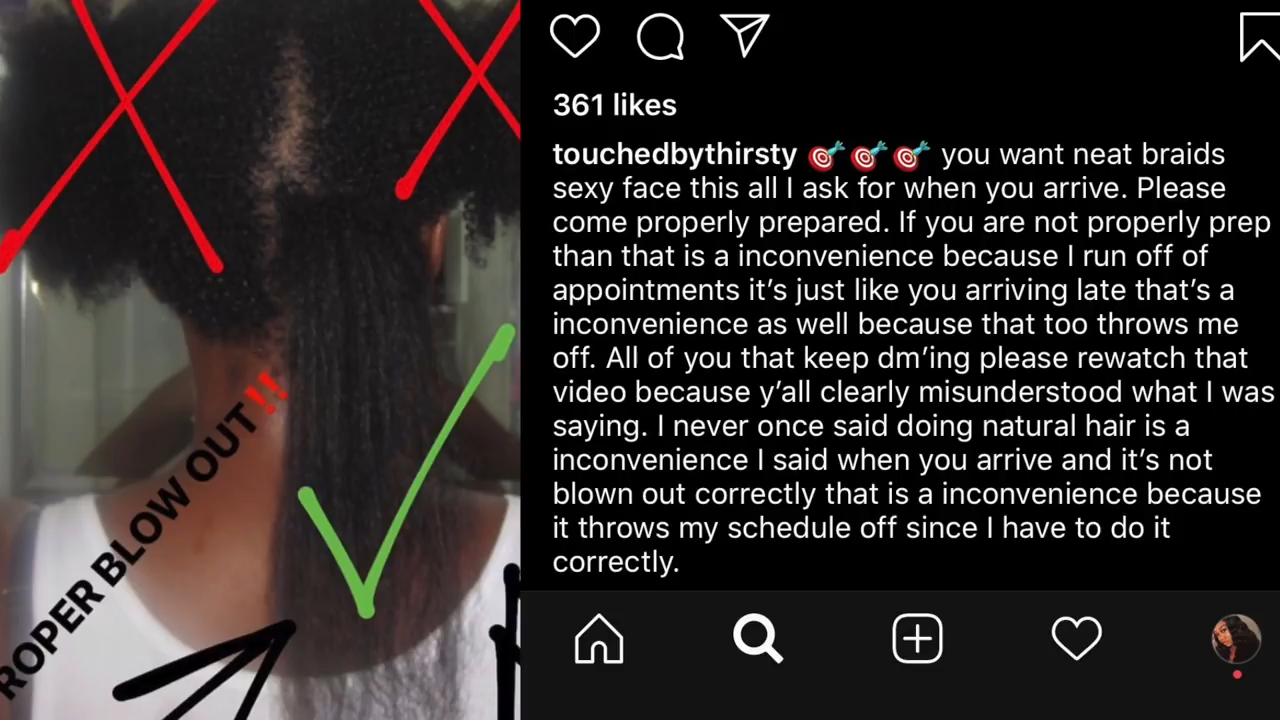 ROPER BLOW OUT‼️
361 likes
touchedbythirsty 🎯🎯🎯 you want neat braids
sexy face this all I ask for when you arrive. Please
come properly prepared. If you are not properly prep
than that is a inconvenience because I run off of
appointments it’s just like you arriving late that’s a
inconvenience as well because that too throws me
off. All of you that keep dm’ing please rewatch that
video because y’all clearly misunderstood what I was
saying. I never once said doing natural hair is a
inconvenience I said when you arrive and it’s not
blown out correctly that is a inconvenience because
it throws my schedule off since I have to do it
correctly.